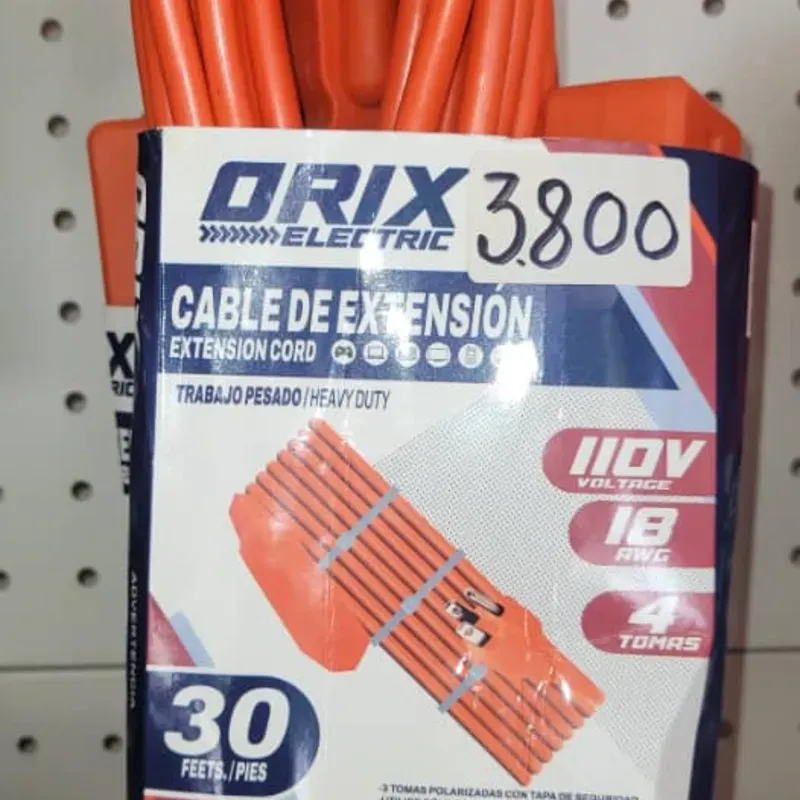 ORIX
ELECTRIC
3.800
CABLE DE EXTENSIÓN
EXTENSION CORD
TRABAJO PESADO / HEAVY DUTY
110V
VOLTAGE
18
AWG
4
TOMAS
30
FEETS. / PIES
ADVERTENCIA
-3 TOMAS POLARIZADAS CON TAPA DE SEGURIDAD